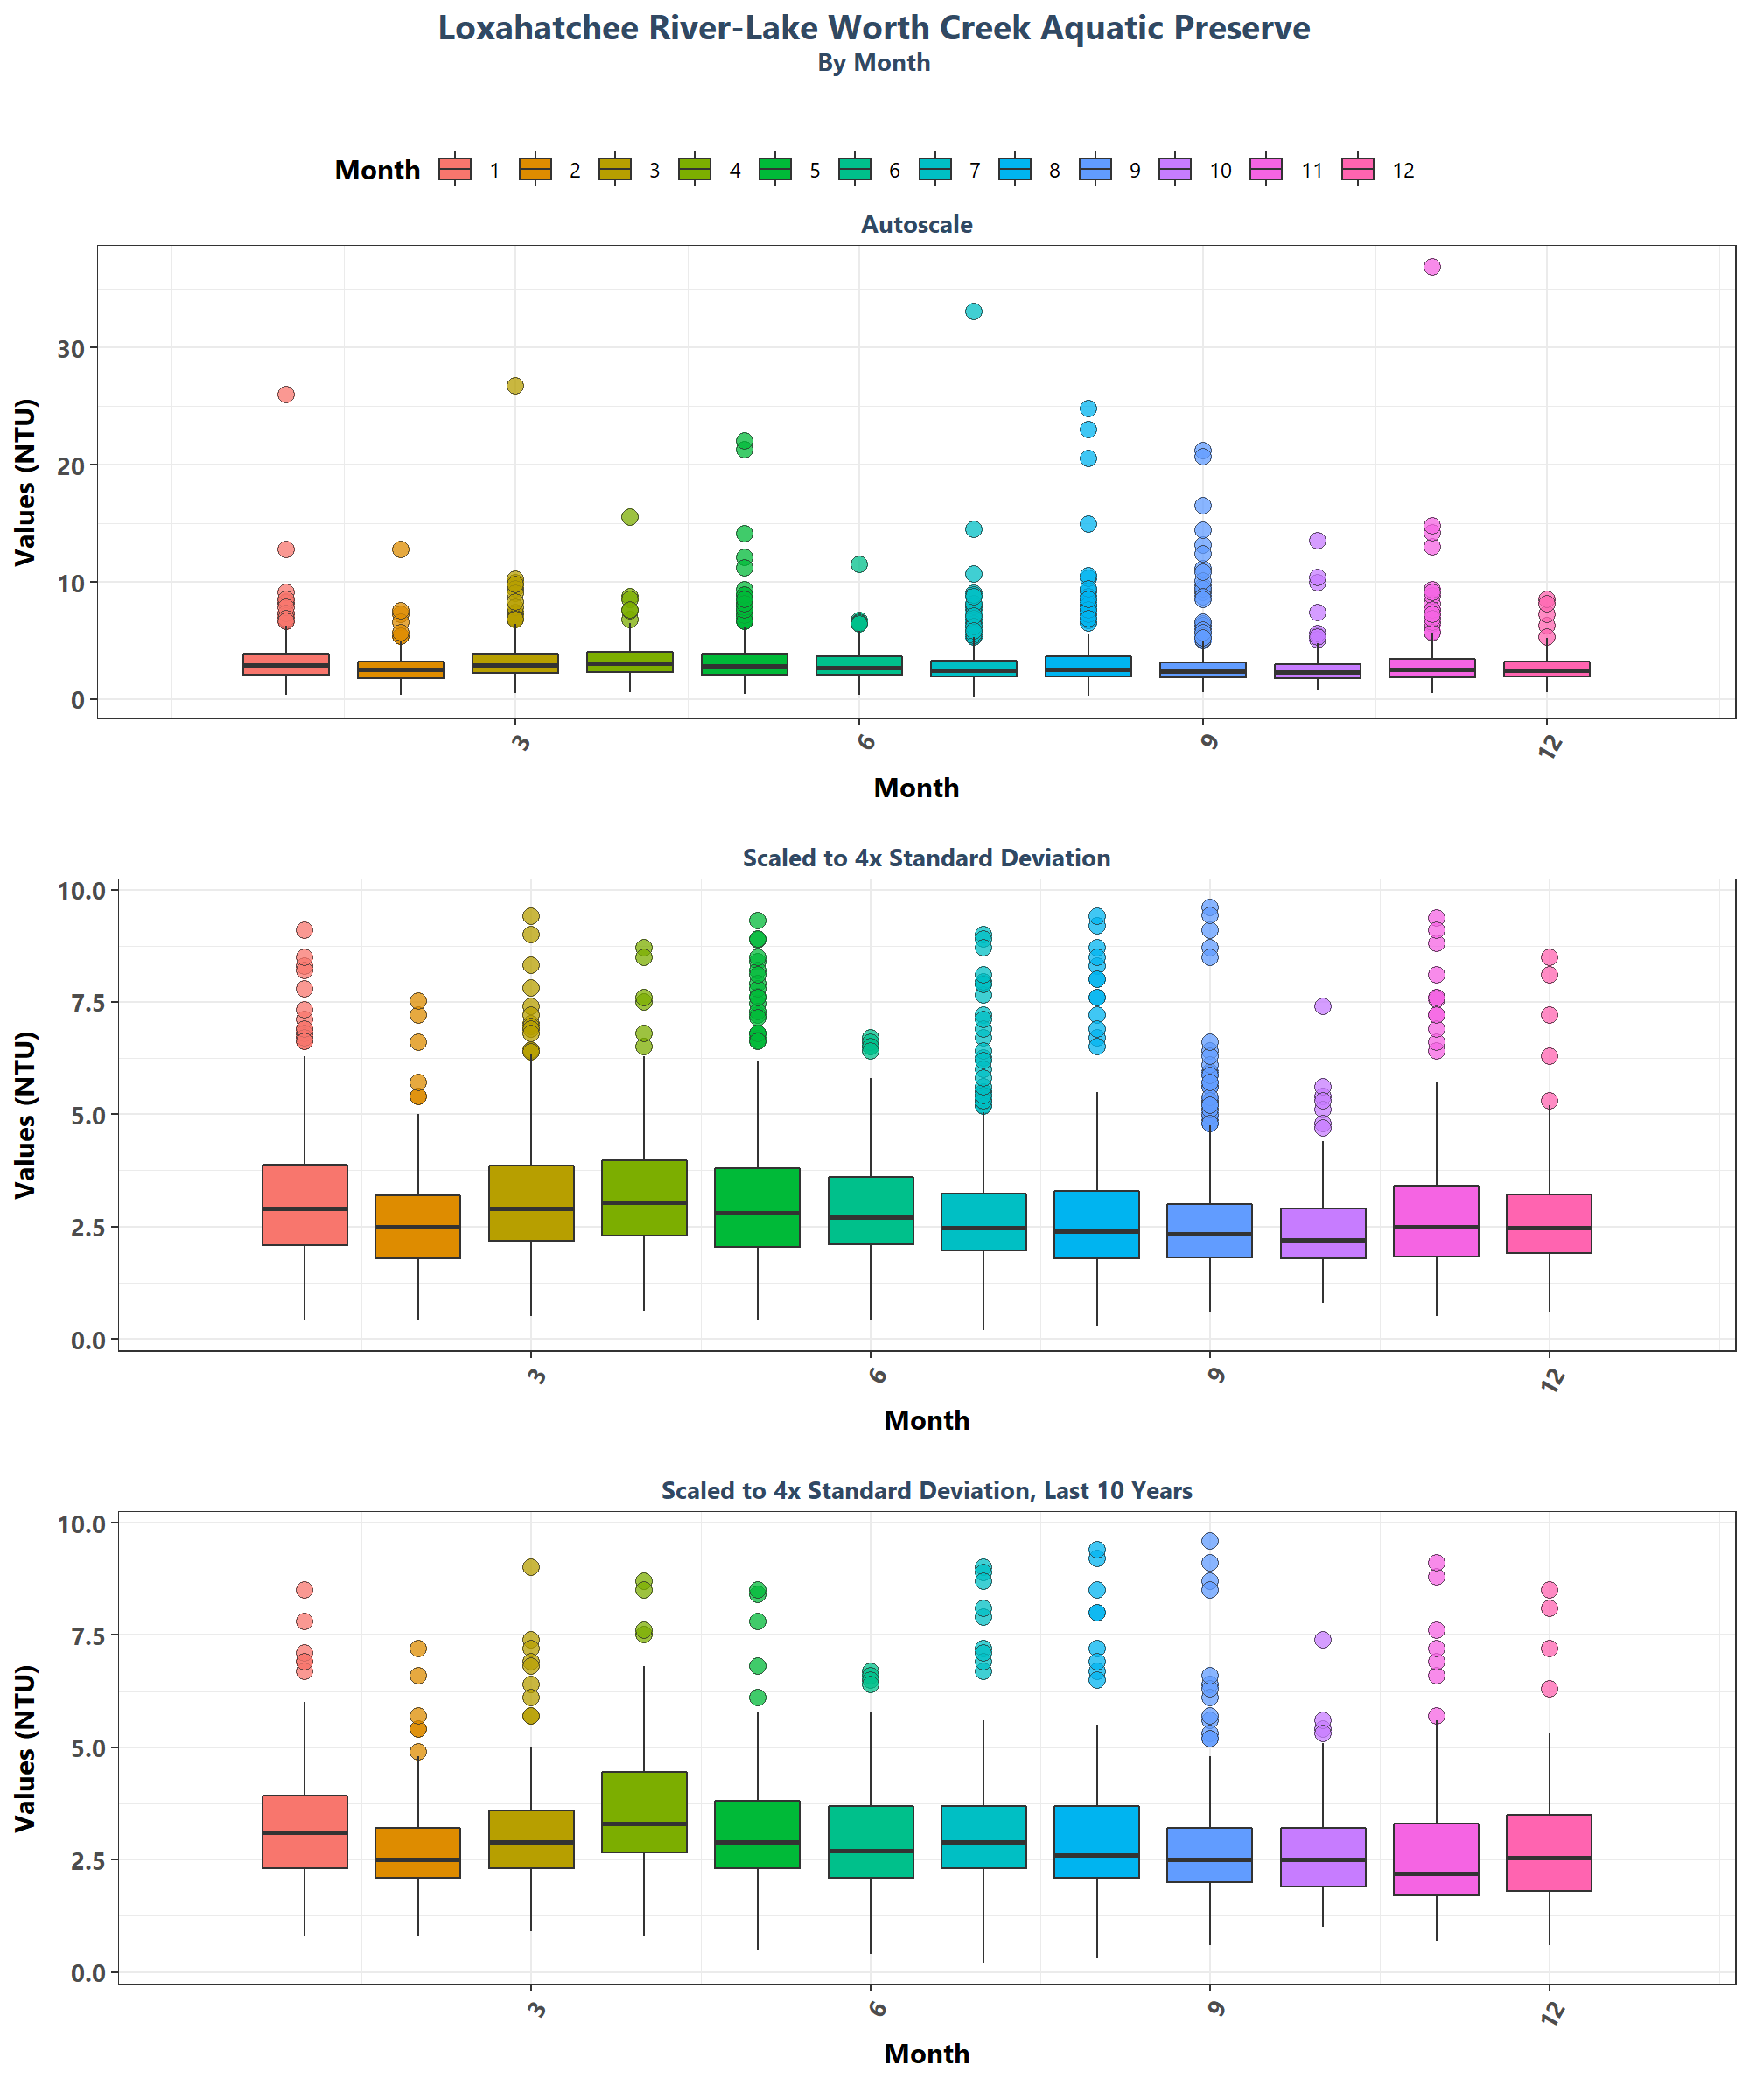 Loxahatchee River-Lake Worth Creek Aquatic Preserve
By Month
Month 1 2 3 4 5 6 7 8 9 10 11 12
Autoscale
Values (NTU)
30
20
10
0
3 6 9 12
Month
Scaled to 4x Standard Deviation
Values (NTU)
10.0
7.5
5.0
2.5
0.0
3 6 9 12
Month
Scaled to 4x Standard Deviation, Last 10 Years
Values (NTU)
10.0
7.5
5.0
2.5
0.0
3 6 9 12
Month